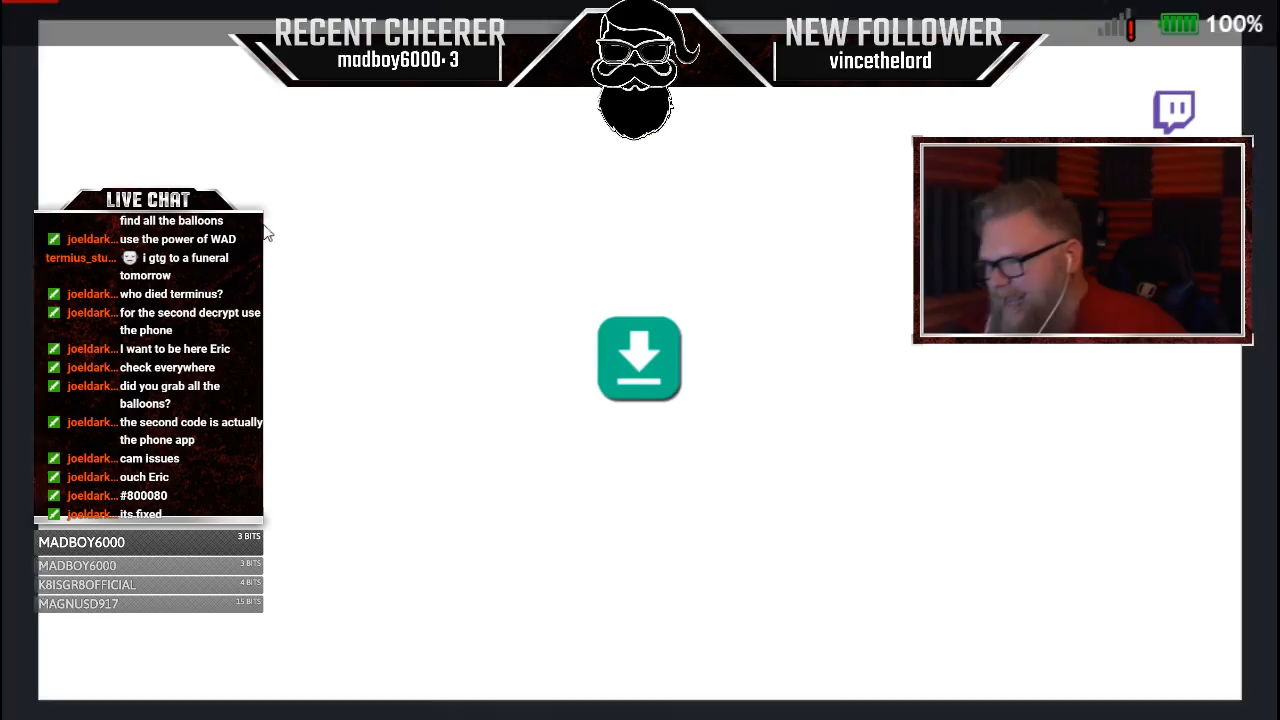 RECENT CHEERER
madboy6000· 3
NEW FOLLOWER
vincethelard
100%
LIVE CHAT
find all the balloons
joeldark... use the power of WAD
termius_stu... i gtg to a funeral
tomorrow
joeldark... who died terminus?
joeldark... for the second decrypt use
the phone
joeldark... I want to be here Eric
joeldark... check everywhere
joeldark... did you grab all the
balloons?
joeldark... the second code is actually
the phone app
joeldark... cam issues
joeldark... ouch Eric
joeldark... #800080
joeldark... its fixed
MADBOY6000 3 BITS
MADBOY6000 3 BITS
K8ISGR8OFFICIAL 4 BITS
MAGNUSD917 15 BITS